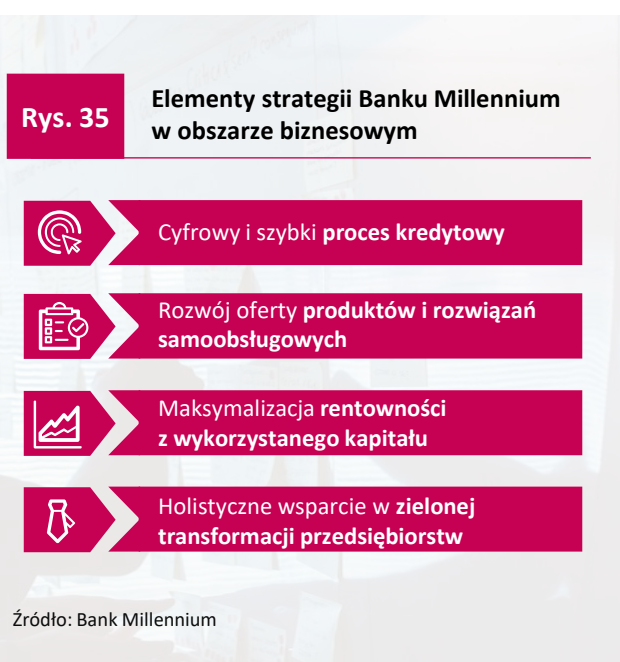 Rys. 35
Elementy strategii Banku Millennium
w obszarze biznesowym
Cyfrowy i szybki proces kredytowy
Rozwój oferty produktów i rozwiązań
samoobsługowych
Maksymalizacja rentowności
z wykorzystanego kapitału
Holistyczne wsparcie w zielonej
transformacji przedsiębiorstw
Źródło: Bank Millennium